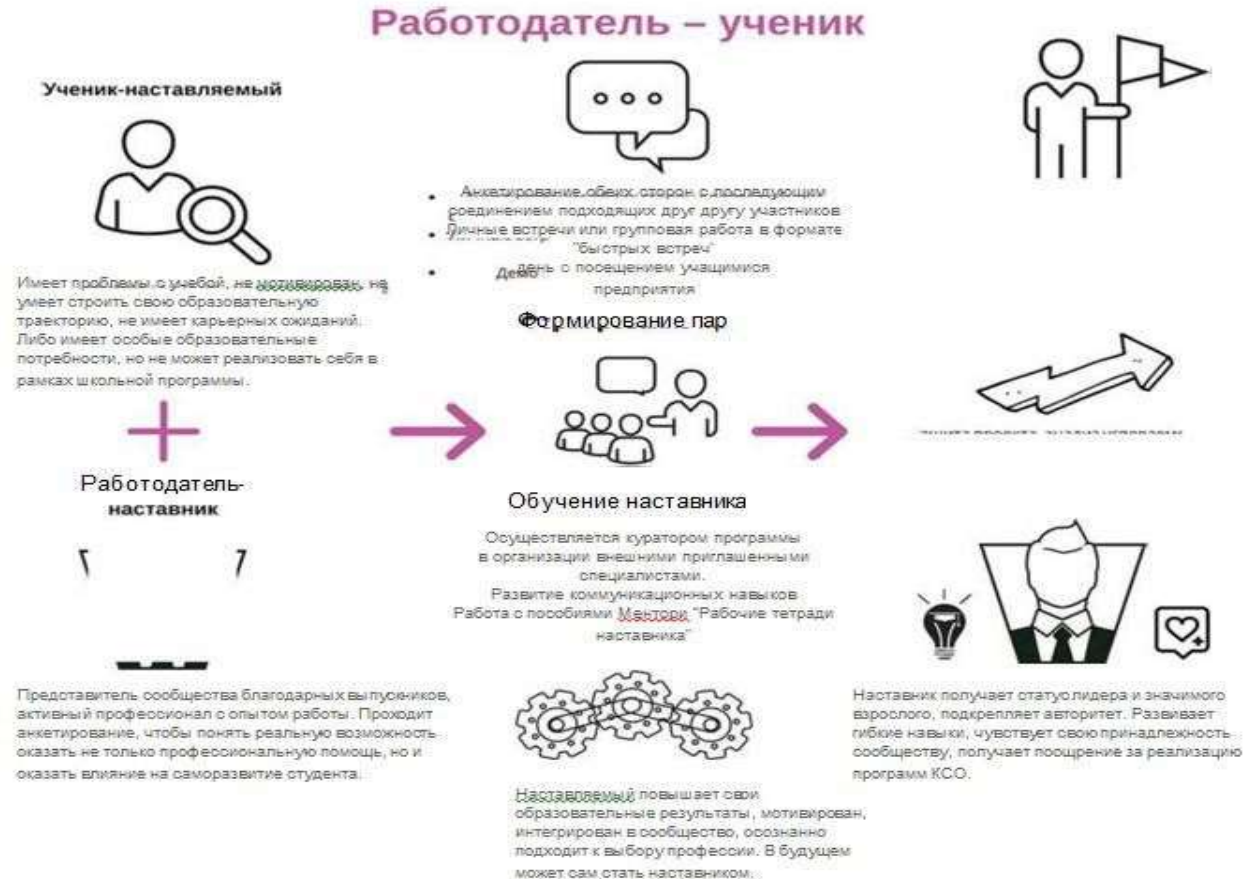 Работодатель – ученик
Ученик-наставляемый
Имеет проблемы с учебой, не мотивирован, не
умеет строить свою образовательную
траекторию, не имеет карьерных ожиданий.
Либо имеет особые образовательные
потребности, но не может реализовать себя в
рамках школьной программы.
Работодатель-
наставник
Представитель сообщества благодарных выпускников,
активный профессионал с опытом работы. Проходит
анкетирование, чтобы понять реальную возможность
оказать не только профессиональную помощь, но и
оказать влияние на саморазвитие студента.
• Анкетирование обеих сторон с последующим
соединением подходящих друг другу участников
• Личные встречи или групповая работа в формате
"быстрых встреч"
• Демо день с посещением учащимися
предприятия
Формирование пар
Обучение наставника
Осуществляется куратором программы
в организации внешними приглашенными
специалистами.
Развитие коммуникационных навыков
Работа с пособиями Ментори "Рабочие тетради
наставника"
Наставляемый повышает свои
образовательные результаты, мотивирован,
интегрирован в сообщество, осознанно
подходит к выбору профессии. В будущем
может сам стать наставником.
Наставник получает статус лидера и значимого
взрослого, подкрепляет авторитет. Развивает
гибкие навыки, чувствует свою принадлежность
сообществу, получает поощрение за реализацию
программ КСО.